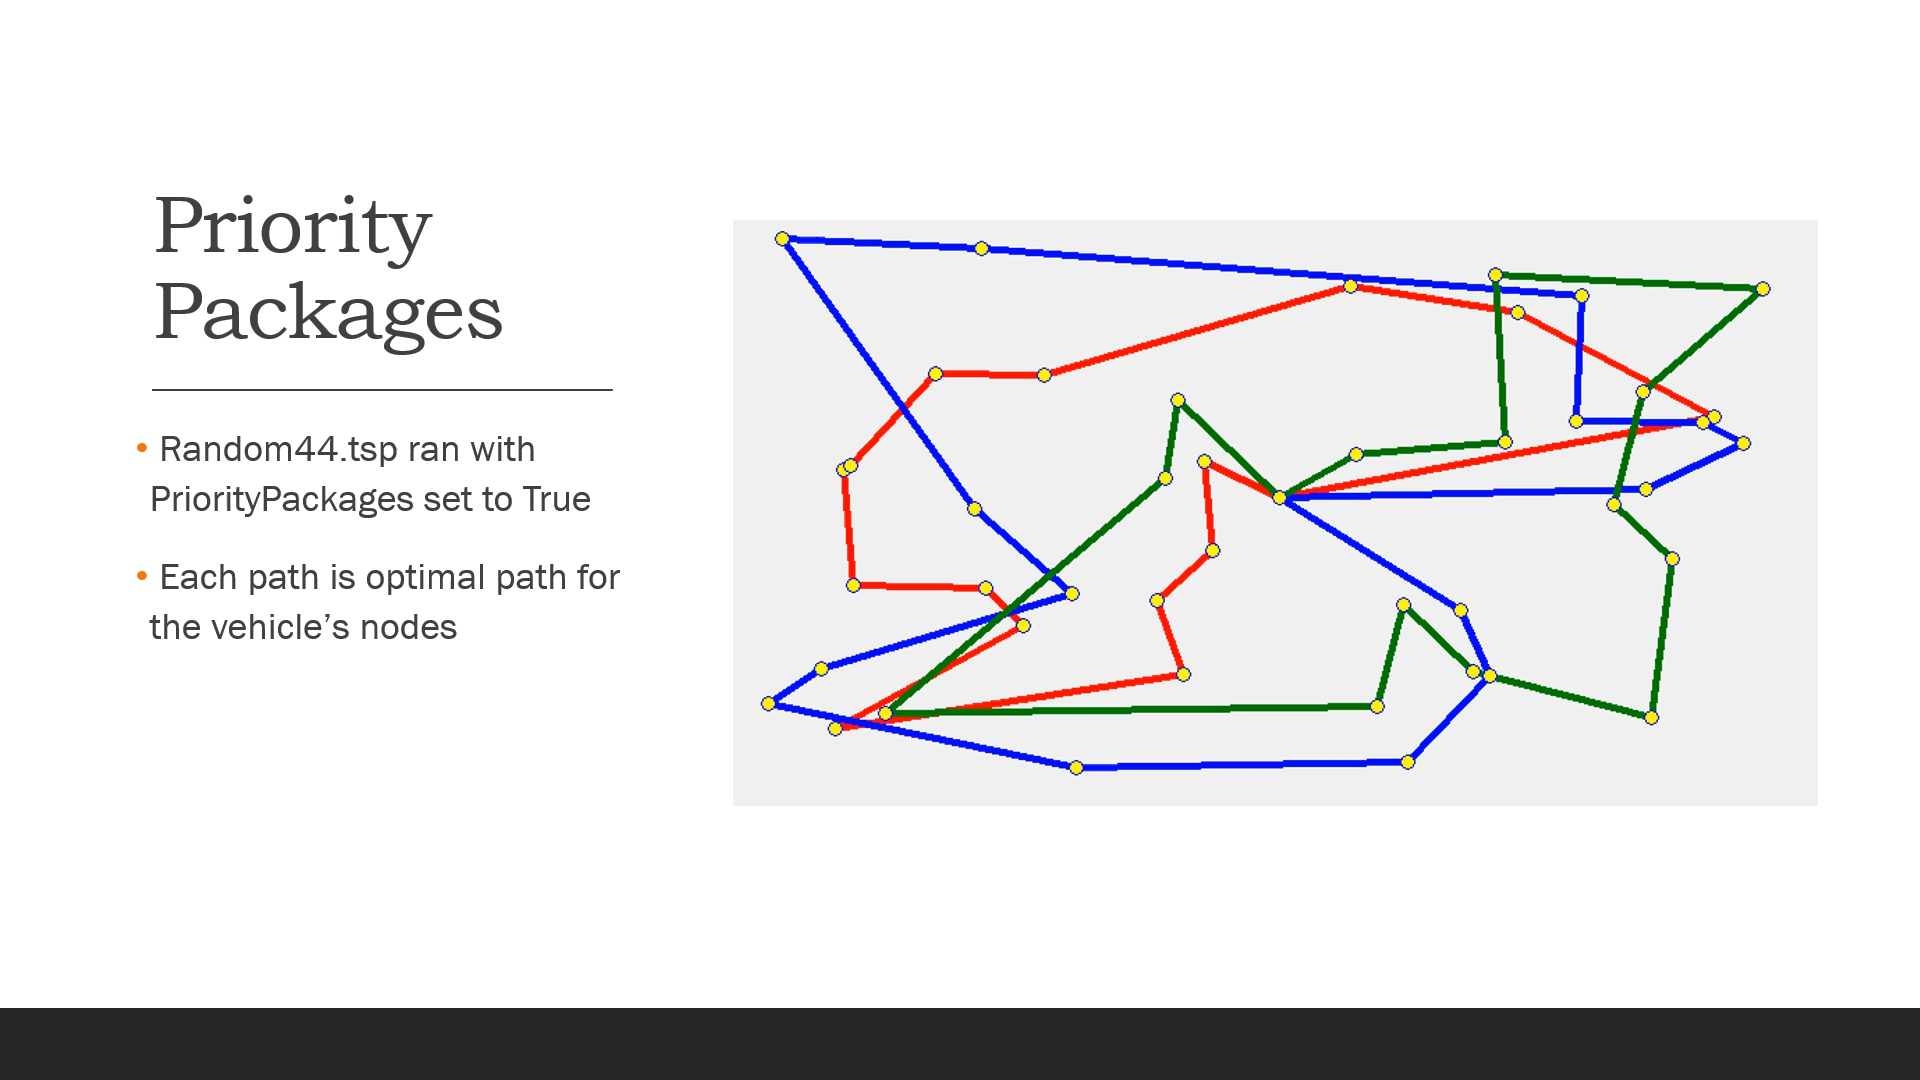 Priority
Packages
• Random44.tsp ran with
PriorityPackages set to True
• Each path is optimal path for
the vehicle’s nodes